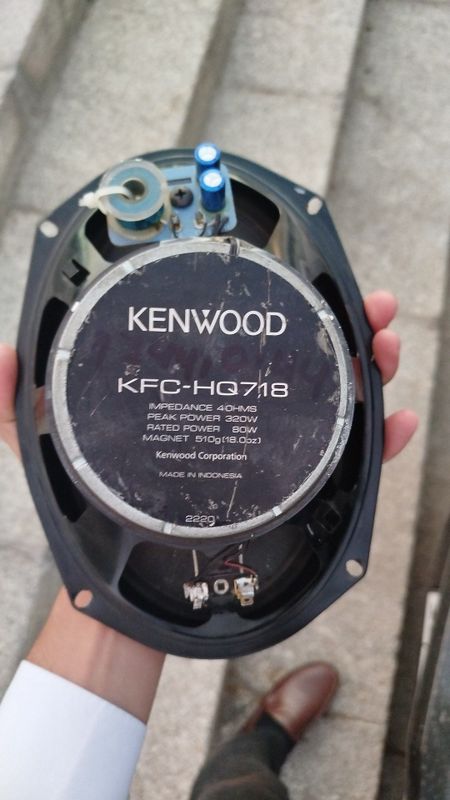 KENWOOD
KFC-HQ718
IMPEDANCE 4OHMS
PEAK POWER 320W
RATED POWER 80W
MAGNET 510g(18.0oz)
Kenwood Corporation
MADE IN INDONESIA
2220